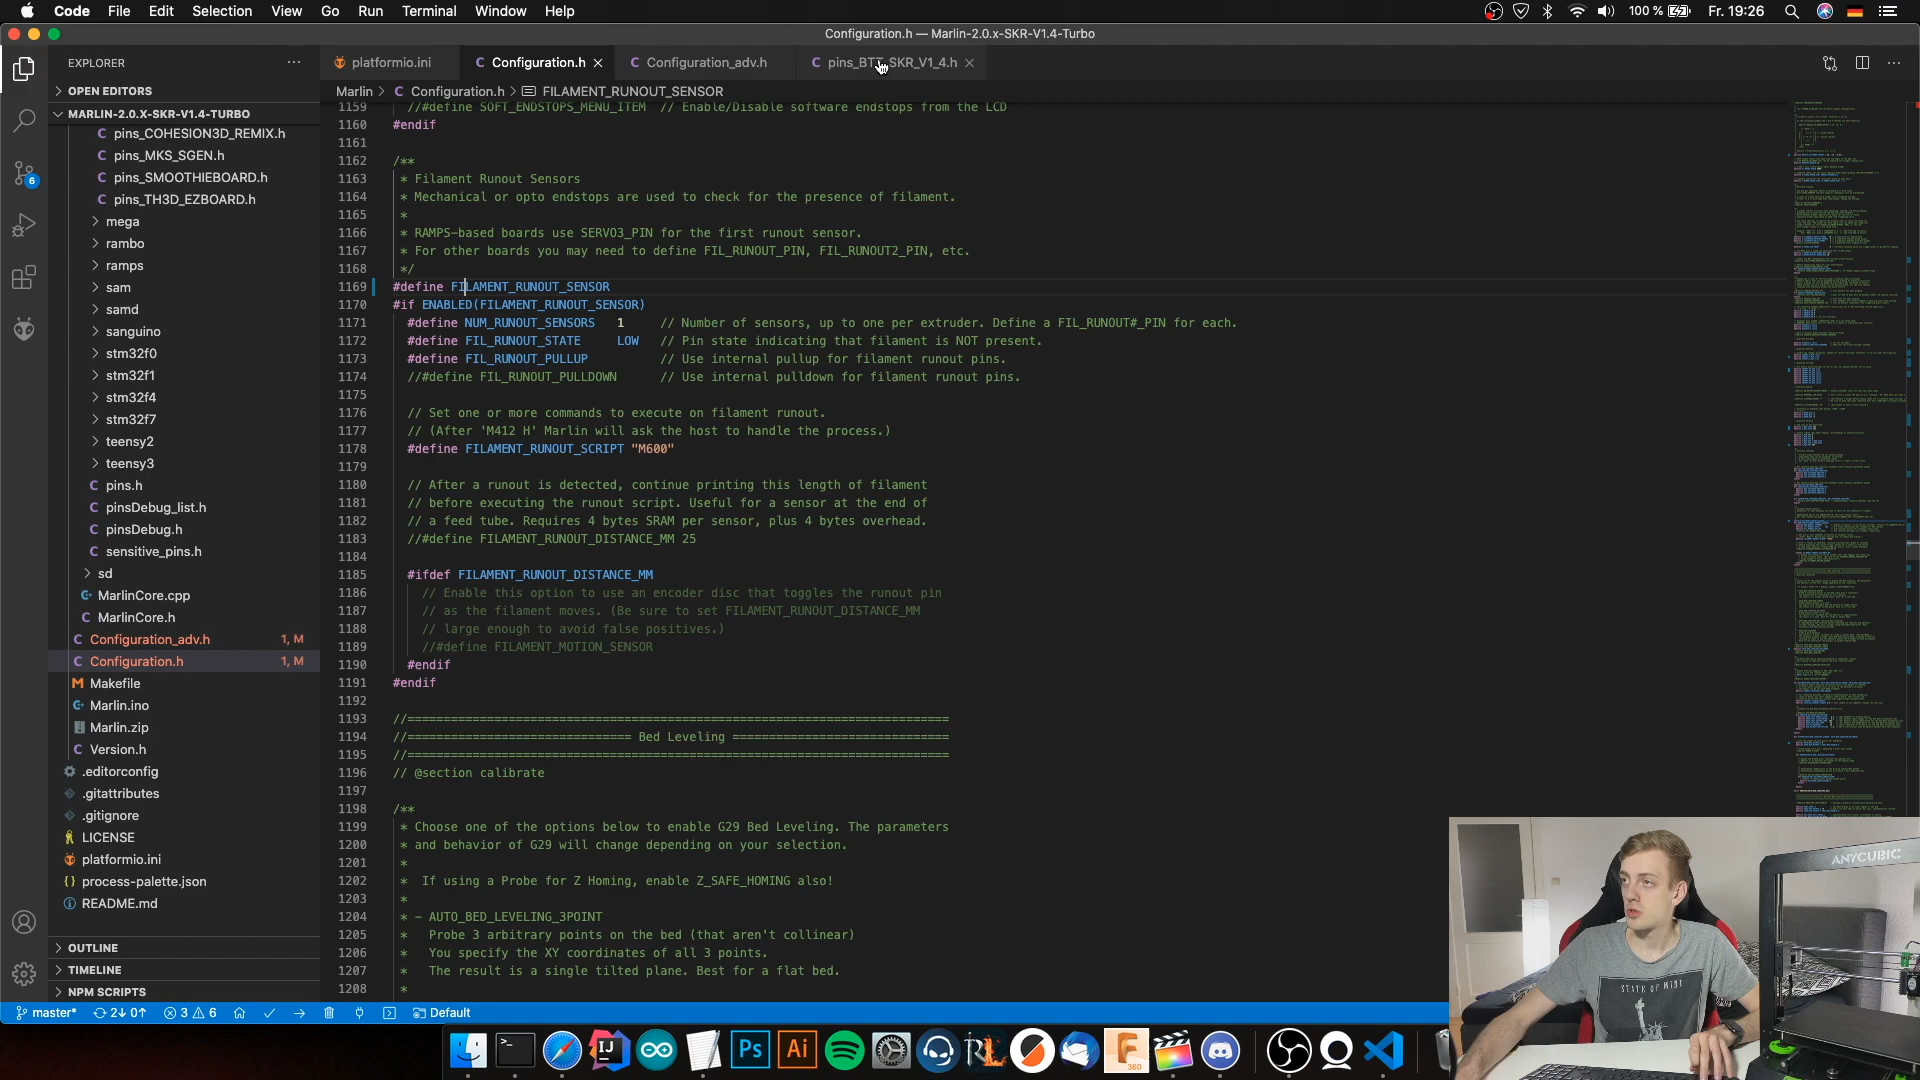 Code File Edit Selection View Go Run Terminal Window Help 100 % Fr. 19:26
Configuration.h — Marlin-2.0.x-SKR-V1.4-Turbo
EXPLORER
platformio.ini Configuration.h Configuration_adv.h pins_BT SKR_V1_4.h
OPEN EDITORS
MARLIN-2.0.X-SKR-V1.4-TURBO
pins_COHESION3D_REMIX.h
pins_MKS_SGEN.h
pins_SMOOTHIEBOARD.h
pins_TH3D_EZBOARD.h
mega
rambo
ramps
sam
samd
sanguino
stm32f0
stm32f1
stm32f4
stm32f7
teensy2
teensy3
pins.h
pinsDebug_list.h
pinsDebug.h
sensitive_pins.h
sd
MarlinCore.cpp
MarlinCore.h
Configuration_adv.h 1, M
Configuration.h 1, M
Makefile
Marlin.ino
Marlin.zip
Version.h
.editorconfig
.gitattributes
.gitignore
LICENSE
platformio.ini
process-palette.json
README.md
OUTLINE
TIMELINE
NPM SCRIPTS
6
Marlin > Configuration.h > FILAMENT_RUNOUT_SENSOR
1159 //#define SOFT_ENDSTOPS_MENU_ITEM // Enable/Disable software endstops from the LCD
1160 #endif
1161
1162 /**
1163 * Filament Runout Sensors
1164 * Mechanical or opto endstops are used to check for the presence of filament.
1165 *
1166 * RAMPS-based boards use SERVO3_PIN for the first runout sensor.
1167 * For other boards you may need to define FIL_RUNOUT_PIN, FIL_RUNOUT2_PIN, etc.
1168 */
1169 #define FILAMENT_RUNOUT_SENSOR
1170 #if ENABLED(FILAMENT_RUNOUT_SENSOR)
1171 #define NUM_RUNOUT_SENSORS 1 // Number of sensors, up to one per extruder. Define a FIL_RUNOUT#_PIN for each.
1172 #define FIL_RUNOUT_STATE LOW // Pin state indicating that filament is NOT present.
1173 #define FIL_RUNOUT_PULLUP // Use internal pullup for filament runout pins.
1174 //#define FIL_RUNOUT_PULLDOWN // Use internal pulldown for filament runout pins.
1175
1176 // Set one or more commands to execute on filament runout.
1177 // (After 'M412 H' Marlin will ask the host to handle the process.)
1178 #define FILAMENT_RUNOUT_SCRIPT "M600"
1179
1180 // After a runout is detected, continue printing this length of filament
1181 // before executing the runout script. Useful for a sensor at the end of
1182 // a feed tube. Requires 4 bytes SRAM per sensor, plus 4 bytes overhead.
1183 //#define FILAMENT_RUNOUT_DISTANCE_MM 25
1184
1185 #ifdef FILAMENT_RUNOUT_DISTANCE_MM
1186 // Enable this option to use an encoder disc that toggles the runout pin
1187 // as the filament moves. (Be sure to set FILAMENT_RUNOUT_DISTANCE_MM
1188 // large enough to avoid false positives.)
1189 //#define FILAMENT_MOTION_SENSOR
1190 #endif
1191 #endif
1192
1193 //===========================================================================
1194 //============================== Bed Leveling ==============================
1195 //===========================================================================
1196 // @section calibrate
1197
1198 /**
1199 * Choose one of the options below to enable G29 Bed Leveling. The parameters
1200 * and behavior of G29 will change depending on your selection.
1201 *
1202 * If using a Probe for Z Homing, enable Z_SAFE_HOMING also!
1203 *
1204 * - AUTO_BED_LEVELING_3POINT
1205 * Probe 3 arbitrary points on the bed (that aren't collinear)
1206 * You specify the XY coordinates of all 3 points.
1207 * The result is a single tilted plane. Best for a flat bed.
1208 *
master* 2↓ 0↑ 3 6 Default
ANYCUBIC
STATE OF MIND
IJ Ps Ai F 360